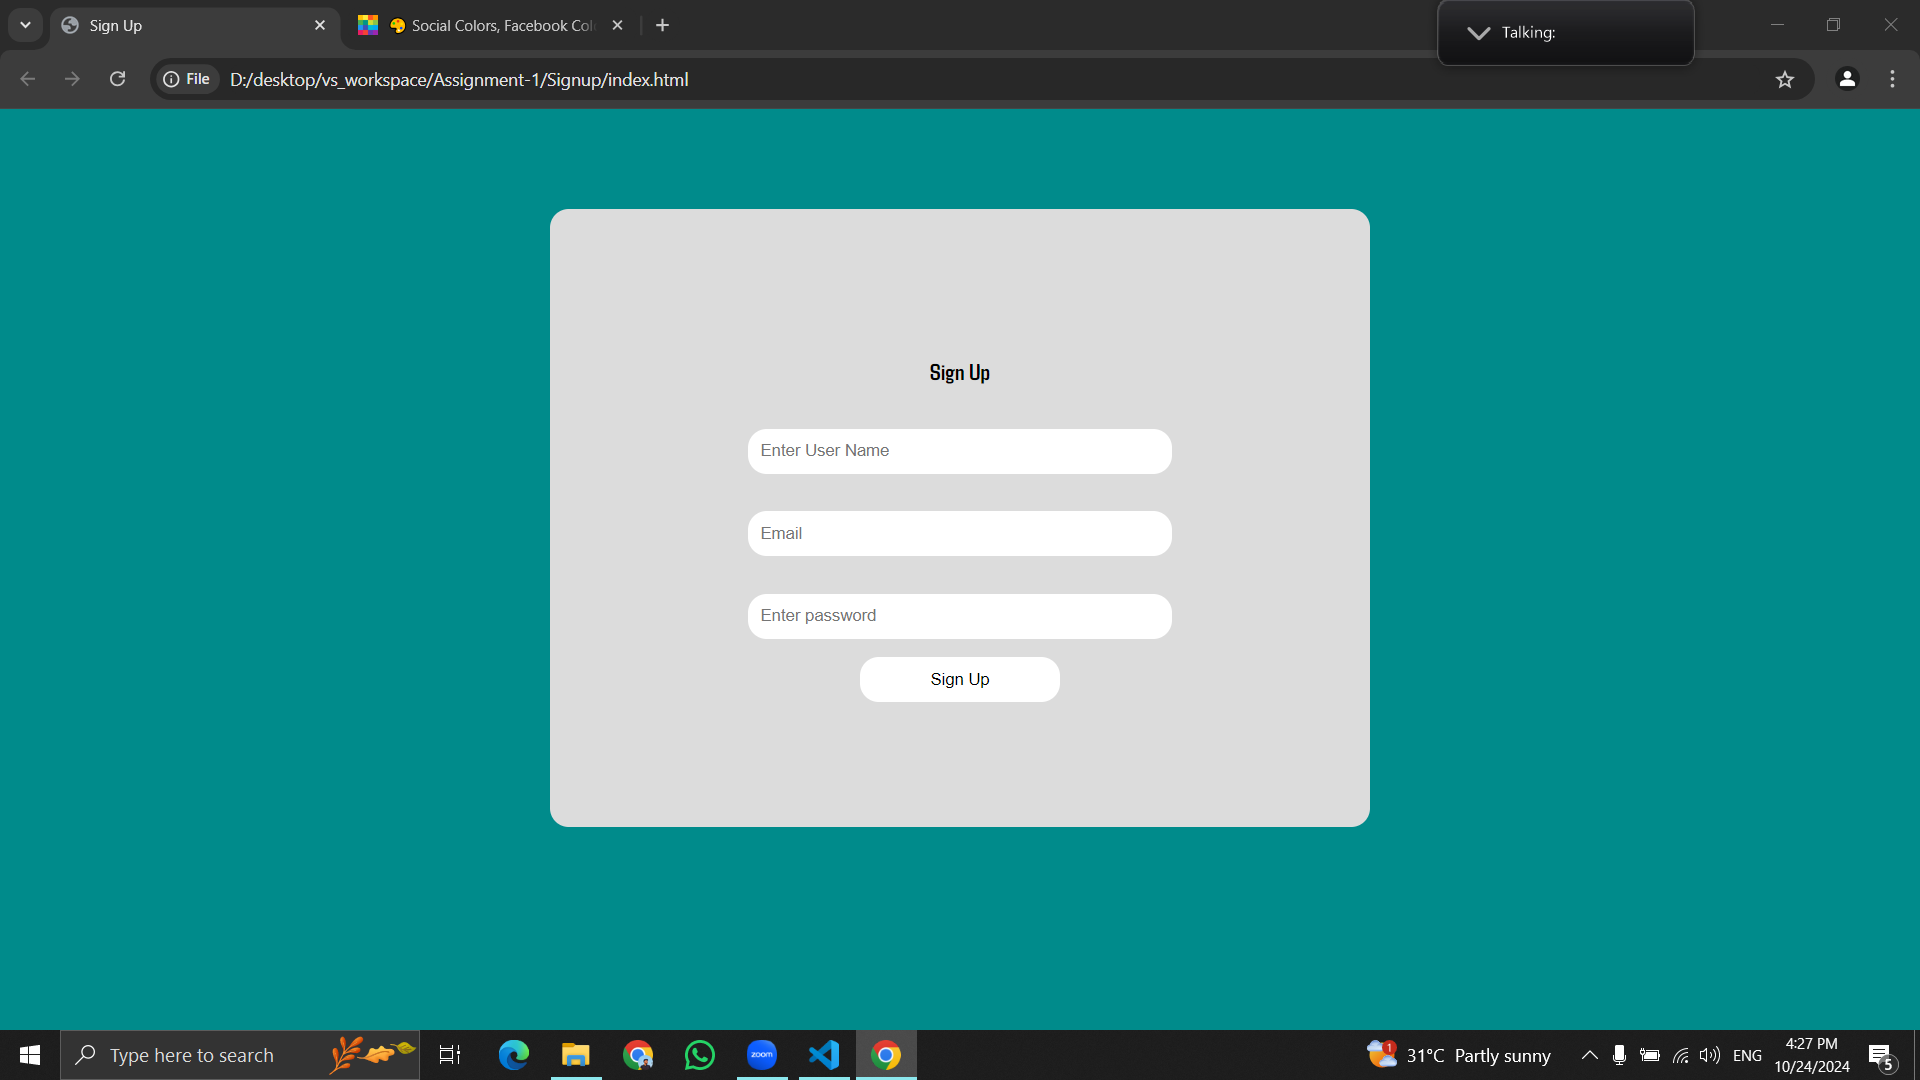 Sign Up
Social Colors, Facebook Col
Talking:
File
D:/desktop/vs_workspace/Assignment-1/Signup/index.html
Sign Up
Enter User Name
Email
Enter password
Sign Up
Type here to search
zoom
1
31°C Partly sunny
ENG
4:27 PM
10/24/2024
5